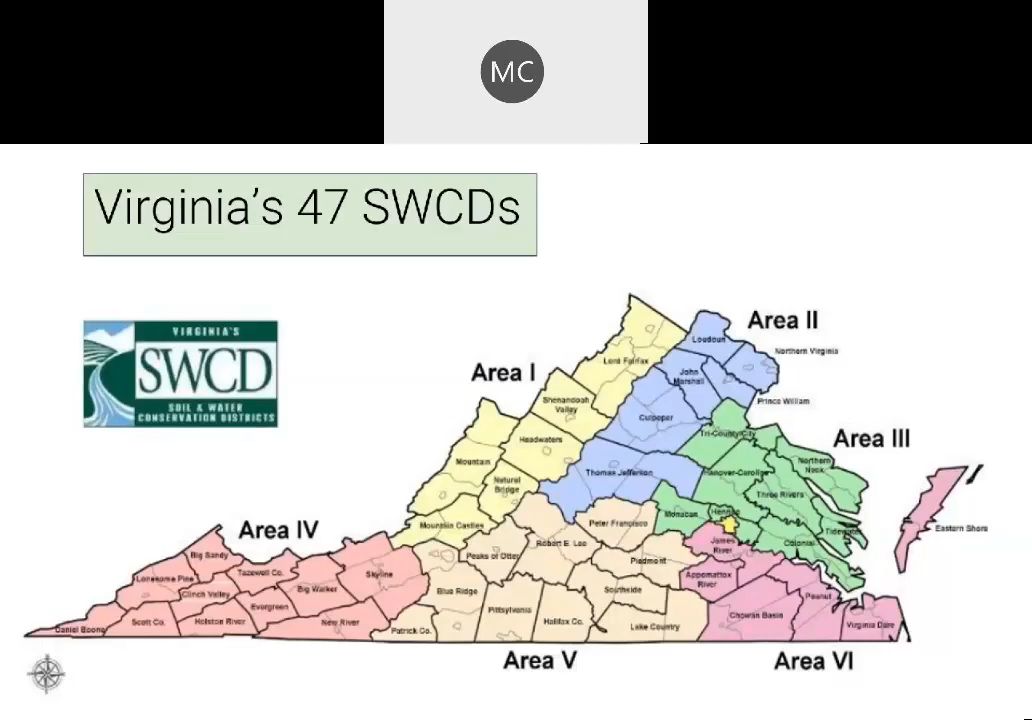 MC
Virginia's 47 SWCDs
VIRGINIA'S
SWCD
SOIL & WATER
CONSERVATION DISTRICTS
Area I
Area II
Area III
Area IV
Area V
Area VI
Loudoun
Northern Virginia
Lord Fairfax
John
Marshall
Prince William
Shenandoah
Valley
Culpeper
Tri-County/City
Headwaters
Northern
Neck
Mountain
Thomas Jefferson
Hanover-Caroline
Natural
Bridge
Three Rivers
Monacan
Henrico
Mountain Castles
Peter Francisco
Tidewater
Eastern Shore
Robert E. Lee
James
River
Colonial
Big Sandy
Peaks of Otter
Piedmont
Lonesome Pine
Tazewell Co.
Skyline
Appomattox
River
Big Walker
Blue Ridge
Southside
Clinch Valley
Peanut
Evergreen
Pittsylvania
Chowan Basin
Daniel Boone
Scott Co.
Holston River
New River
Patrick Co.
Halifax Co.
Lake Country
Virginia Dare